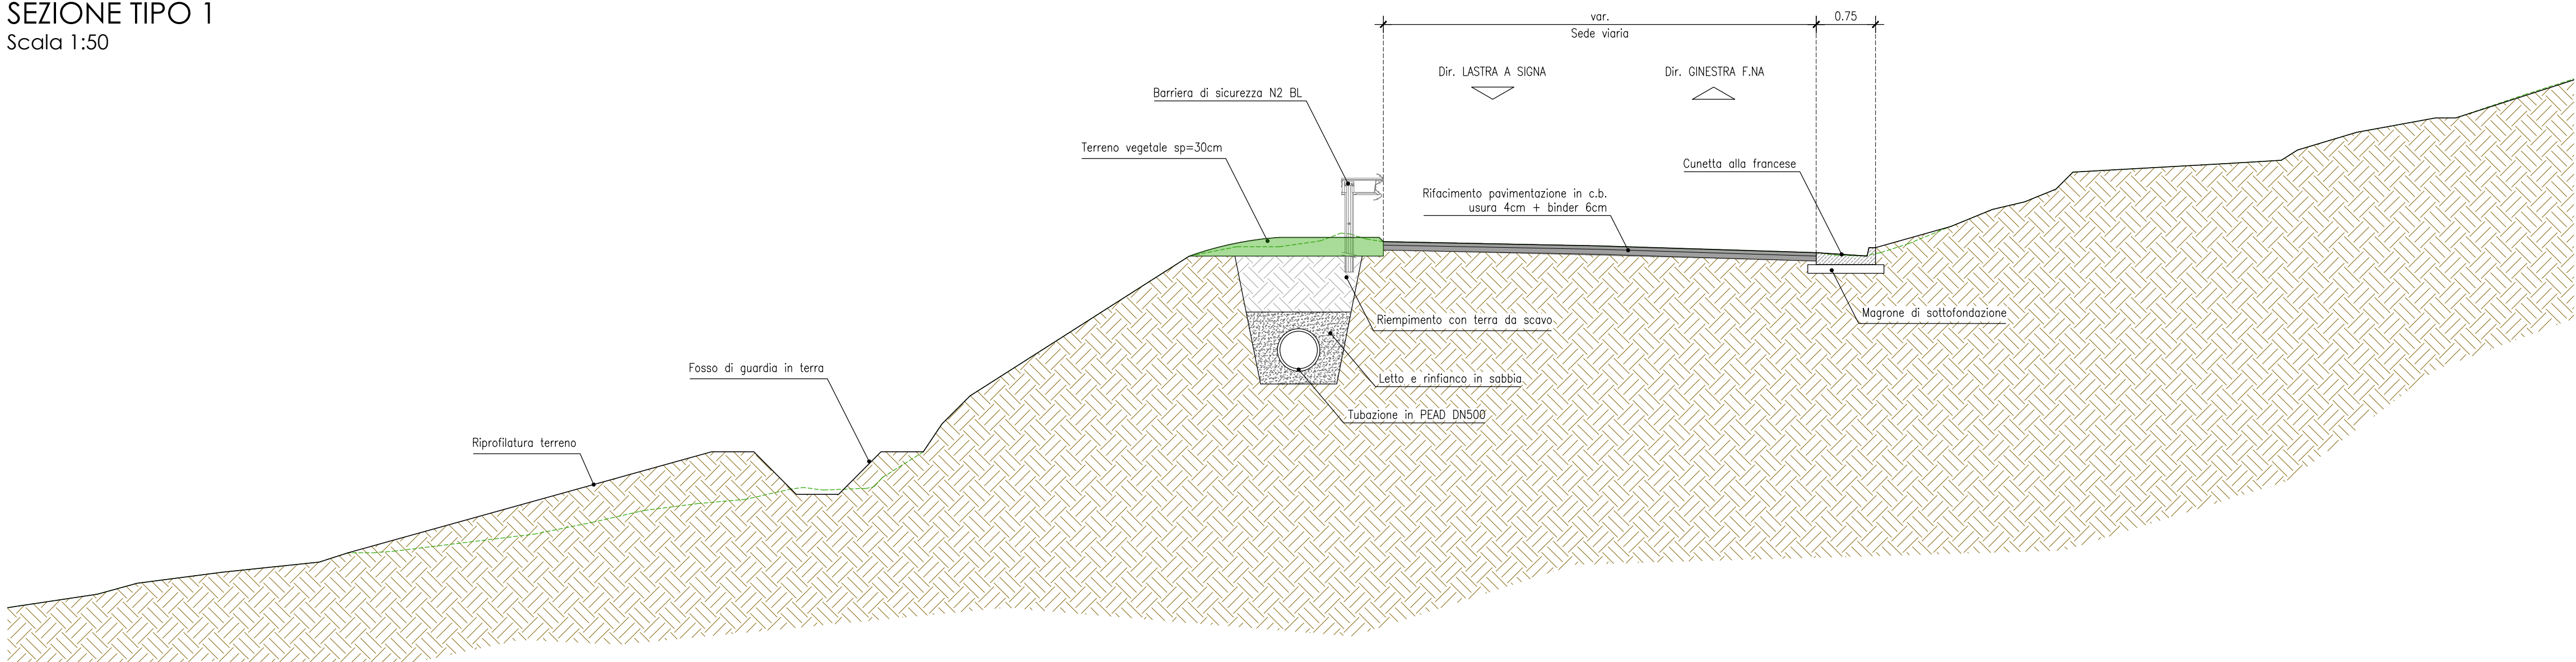 SEZIONE TIPO 1
Scala 1:50
var.
0.75
Sede viaria
Dir. LASTRA A SIGNA
Dir. GINESTRA F.NA
Barriera di sicurezza N2 BL
Terreno vegetale sp=30cm
Cunetta alla francese
Rifacimento pavimentazione in c.b.
usura 4cm + binder 6cm
Magrone di sottofondazione
Riempimento con terra da scavo
Fosso di guardia in terra
Letto e rinfianco in sabbia
Tubazione in PEAD DN500
Riprofilatura terreno